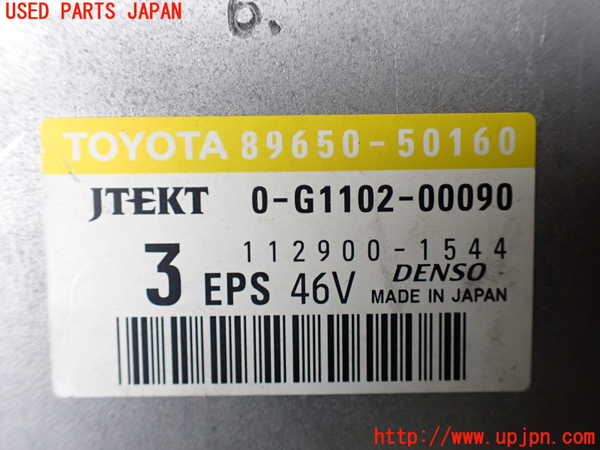 USED PARTS JAPAN
6.
TOYOTA 89650-50160
JTEKT 0-G1102-00090
3 EPS 46V 112900-1544
DENSO
MADE IN JAPAN
http://www.upjpn.com/